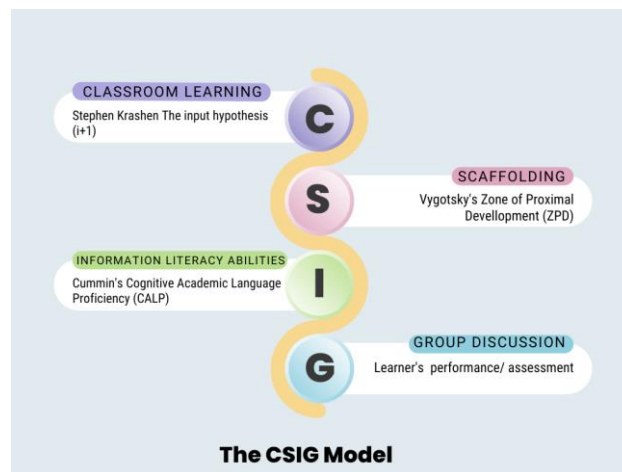 CLASSROOM LEARNING
Stephen Krashen The input hypothesis
(i+1)
C
SCAFFOLDING
Vygotsky's Zone of Proximal
Devellopment (ZPD)
S
INFORMATION LITERACY ABILITIES
Cummin's Cognitive Academic Language
Proficiency (CALP)
I
GROUP DISCUSSION
Learner's performance/ assessment
G
The CSIG Model